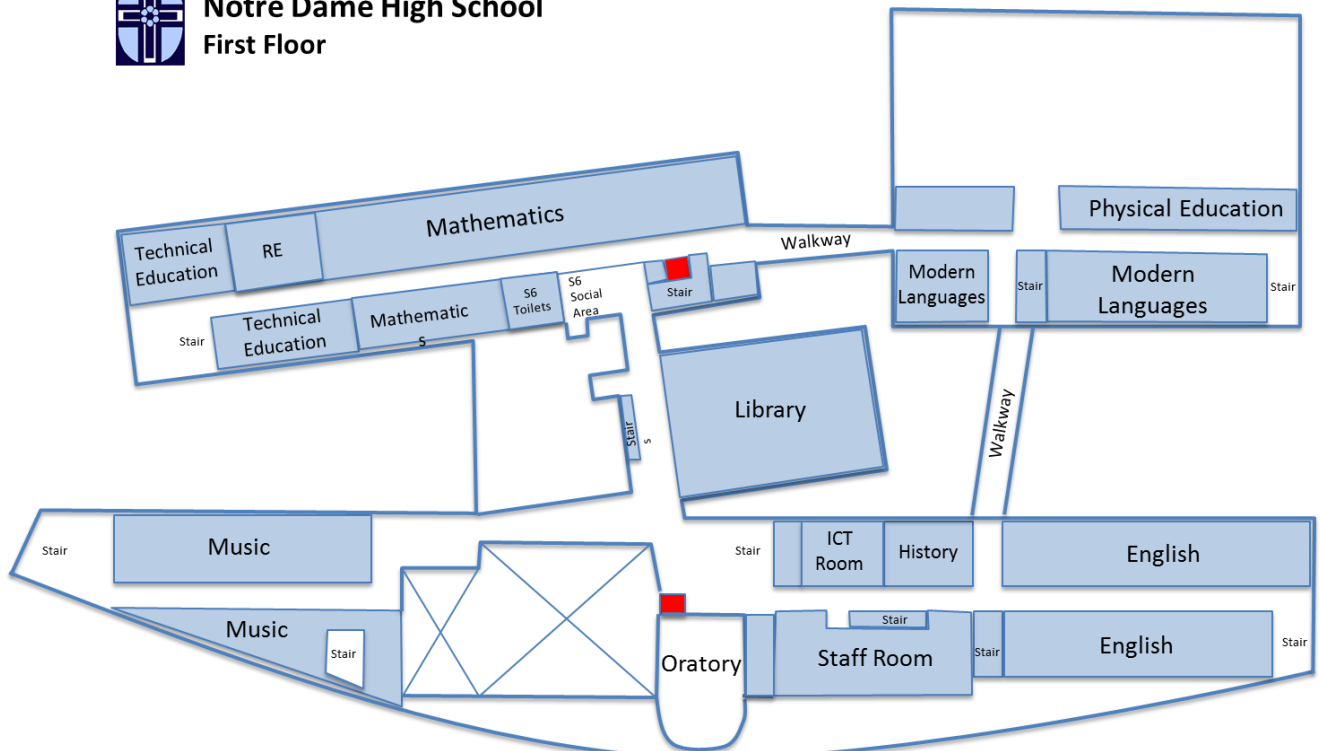 Notre Dame High School
First Floor
Physical Education
Mathematics
Walkway
Technical
Education
RE
Modern
Languages
Stair
Modern
Languages
Stair
S6
Toilets
S6
Social
Area
Stair
Technical
Education
Mathematic
s
Stair
Library
Walkway
Stair
s
Stair
Music
Stair
ICT
Room
History
English
Music
Stair
Oratory
Stair
Staff Room
Stair
English
Stair